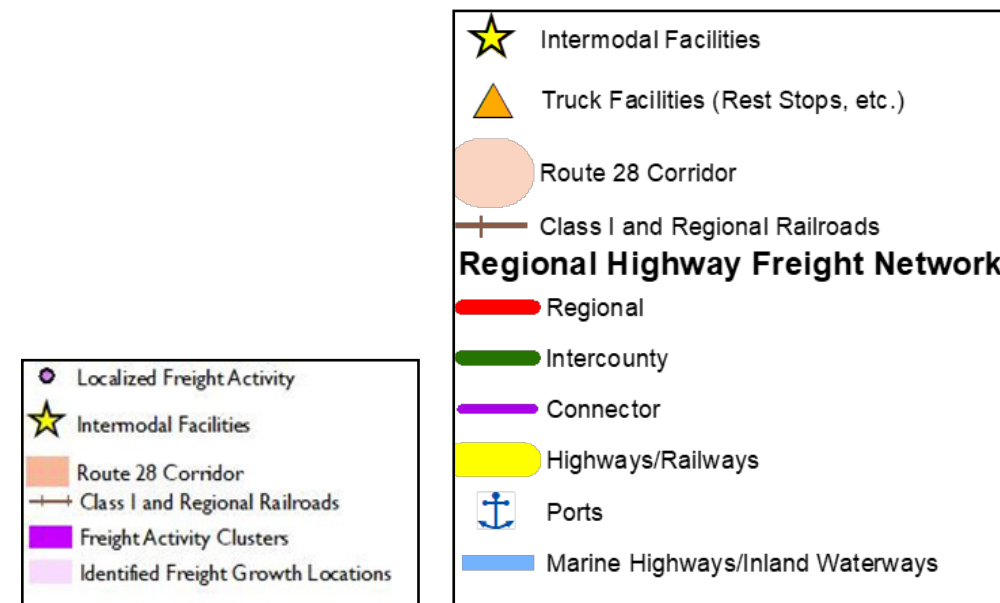 Localized Freight Activity
Intermodal Facilities
Route 28 Corridor
Class I and Regional Railroads
Freight Activity Clusters
Identified Freight Growth Locations
Intermodal Facilities
Truck Facilities (Rest Stops, etc.)
Route 28 Corridor
Class I and Regional Railroads
Regional Highway Freight Network
Regional
Intercounty
Connector
Highways/Railways
Ports
Marine Highways/Inland Waterways